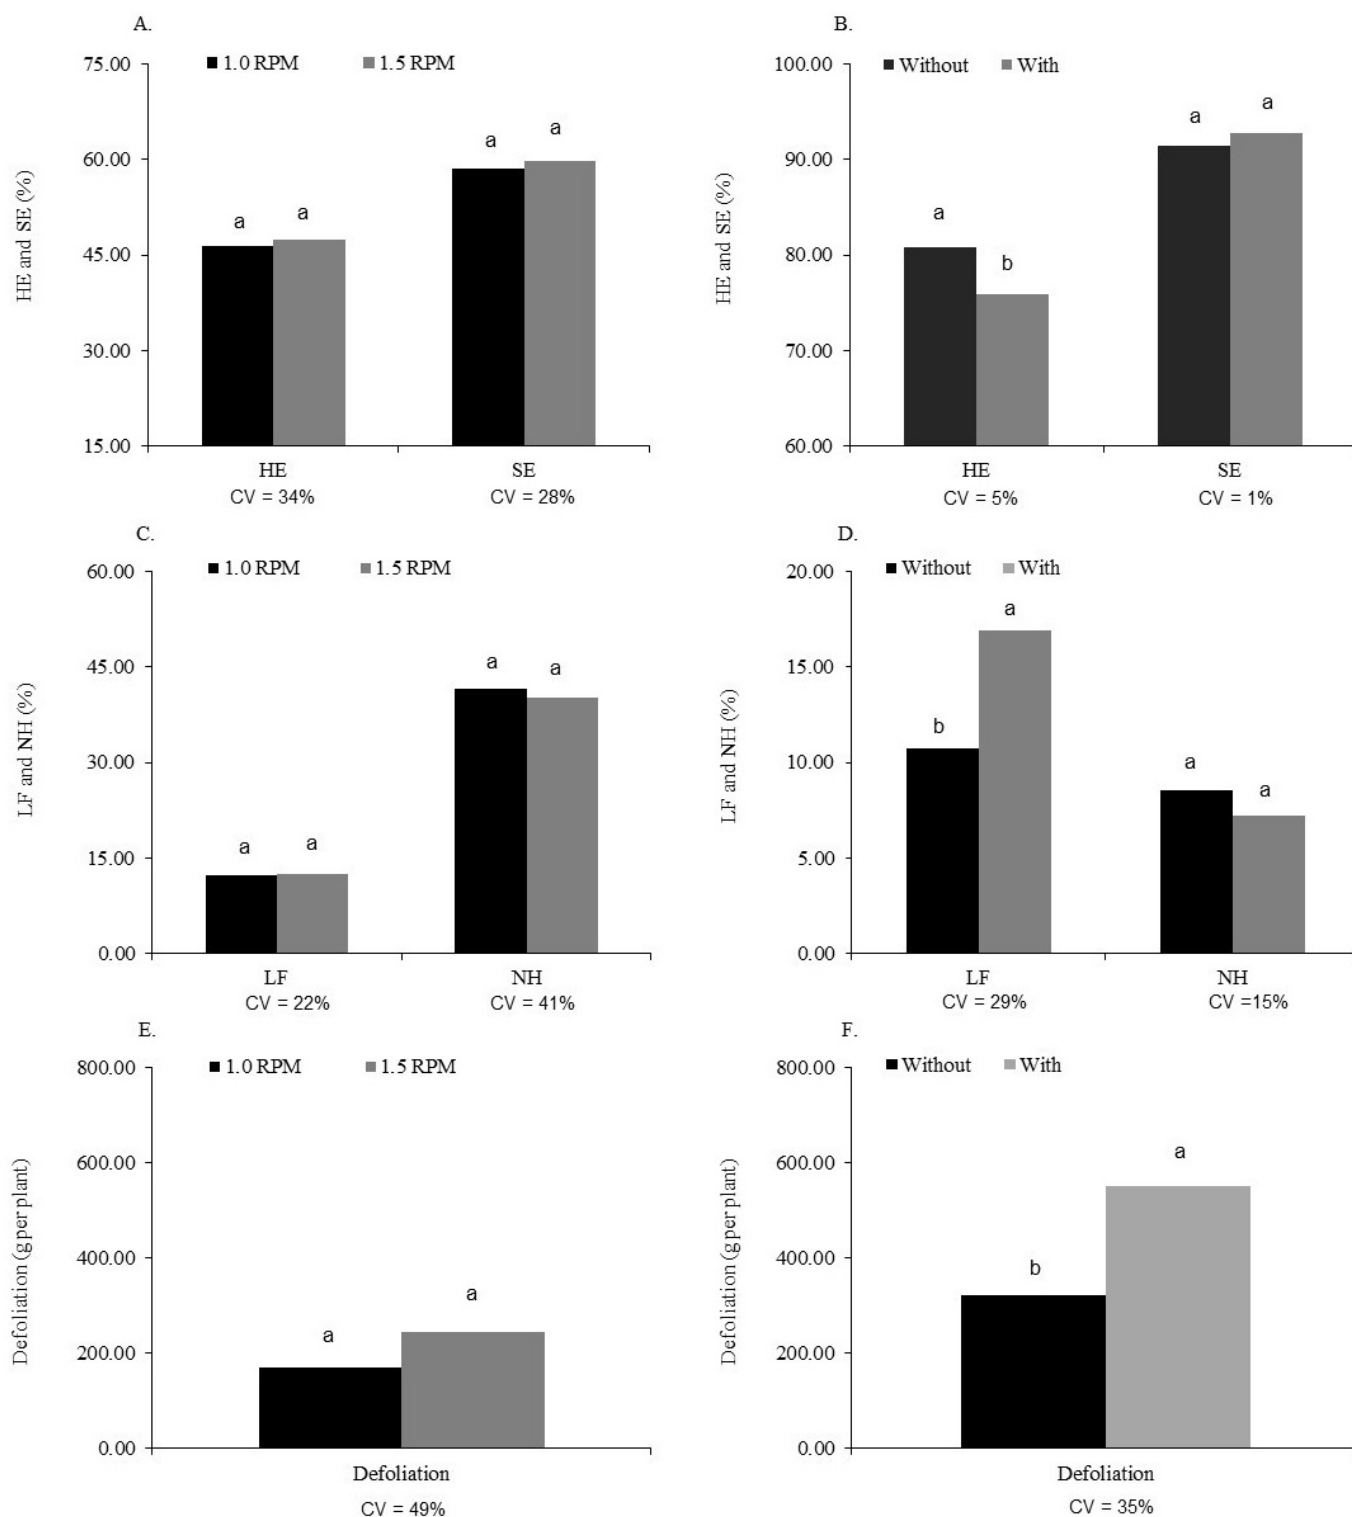 A.
1.0 RPM 1.5 RPM
75.00
60.00
45.00
30.00
15.00
HE and SE (%)
a a a a
HE SE
CV = 34% CV = 28%
B.
Without With
100.00
90.00
80.00
70.00
60.00
HE and SE (%)
a b a a
HE SE
CV = 5% CV = 1%
C.
1.0 RPM 1.5 RPM
60.00
45.00
30.00
15.00
0.00
LF and NH (%)
a a a a
LF NH
CV = 22% CV = 41%
D.
Without With
20.00
15.00
10.00
5.00
0.00
LF and NH (%)
b a a a
LF NH
CV = 29% CV =15%
E.
1.0 RPM 1.5 RPM
800.00
600.00
400.00
200.00
0.00
Defoliation (g per plant)
a a
Defoliation
CV = 49%
F.
Without With
800.00
600.00
400.00
200.00
0.00
Defoliation (g per plant)
b a
Defoliation
CV = 35%